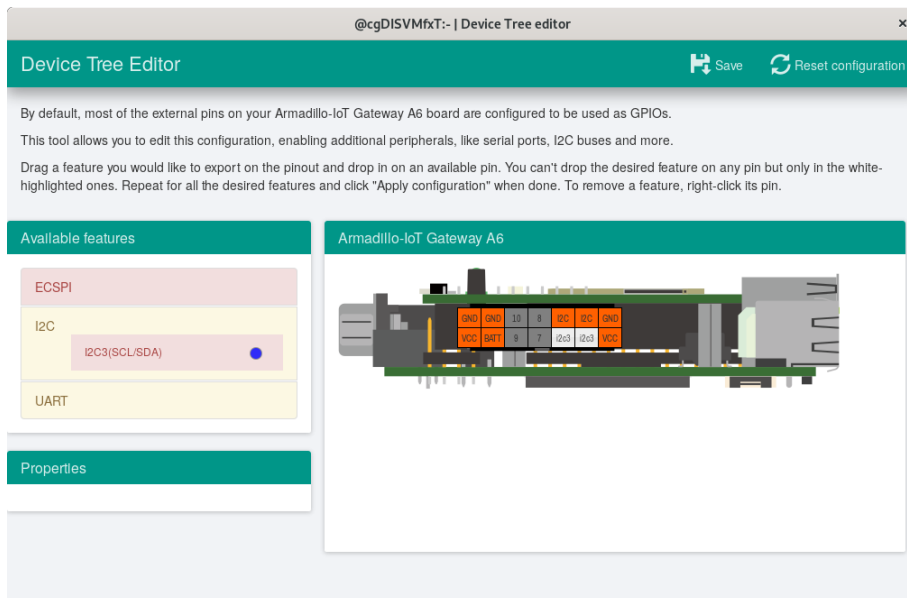 @cgDISVMfxT:- | Device Tree editor
×
Device Tree Editor
Save
Reset configuration
By default, most of the external pins on your Armadillo-IoT Gateway A6 board are configured to be used as GPIOs.
This tool allows you to edit this configuration, enabling additional peripherals, like serial ports, I2C buses and more.
Drag a feature you would like to export on the pinout and drop in on an available pin. You can't drop the desired feature on any pin but only in the white-
highlighted ones. Repeat for all the desired features and click "Apply configuration" when done. To remove a feature, right-click its pin.
Available features
ECSPI
I2C
I2C3(SCL/SDA)
UART
Properties
Armadillo-IoT Gateway A6
GND GND 10 8 I2C I2C GND
VCC BATT 9 7 i2c3 i2c3 VCC